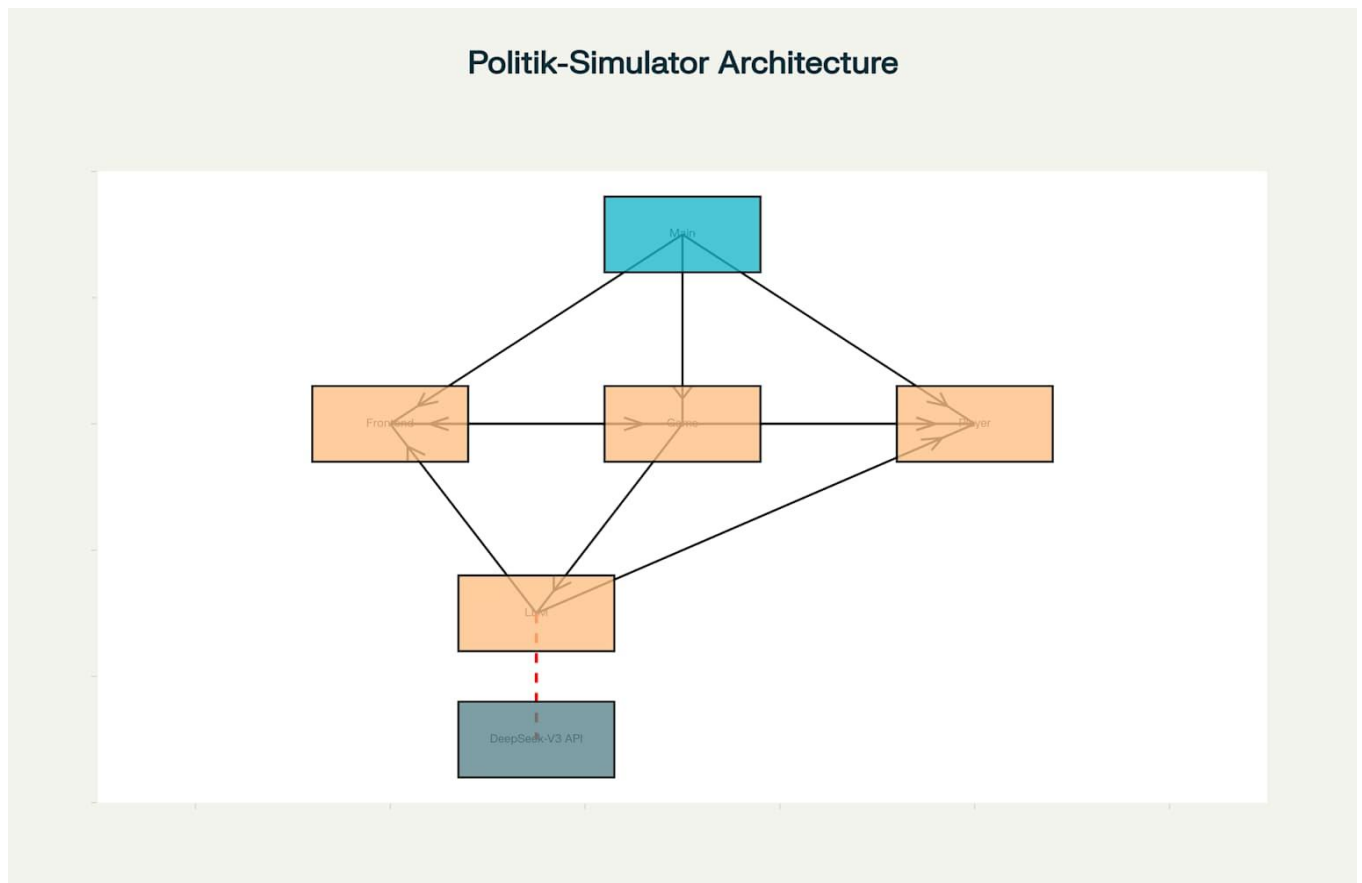 Politik-Simulator Architecture
Main
Frontend
Game
Player
LLM
DeepSeek-V3 API